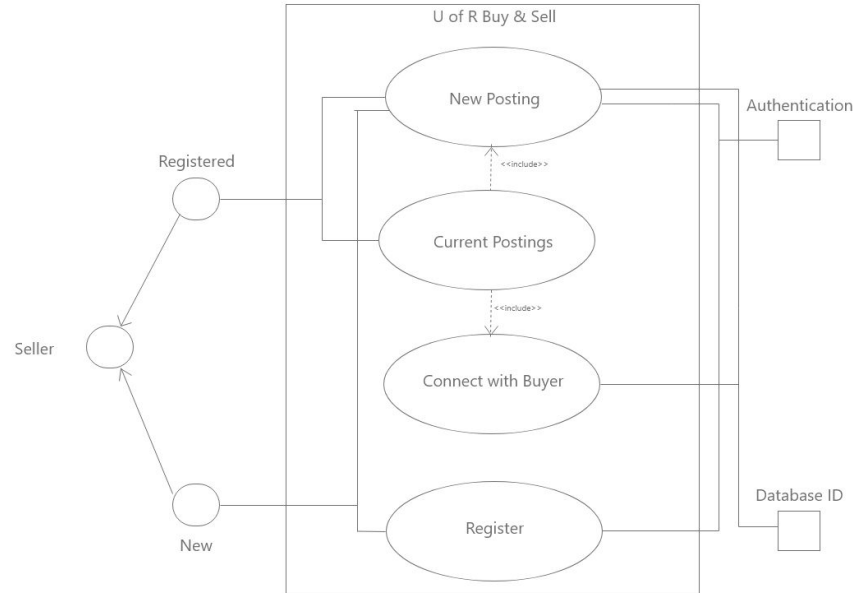 U of R Buy & Sell
New Posting
Authentication
Registered
<<include>>
Current Postings
<<include>>
Seller
Connect with Buyer
Database ID
Register
New